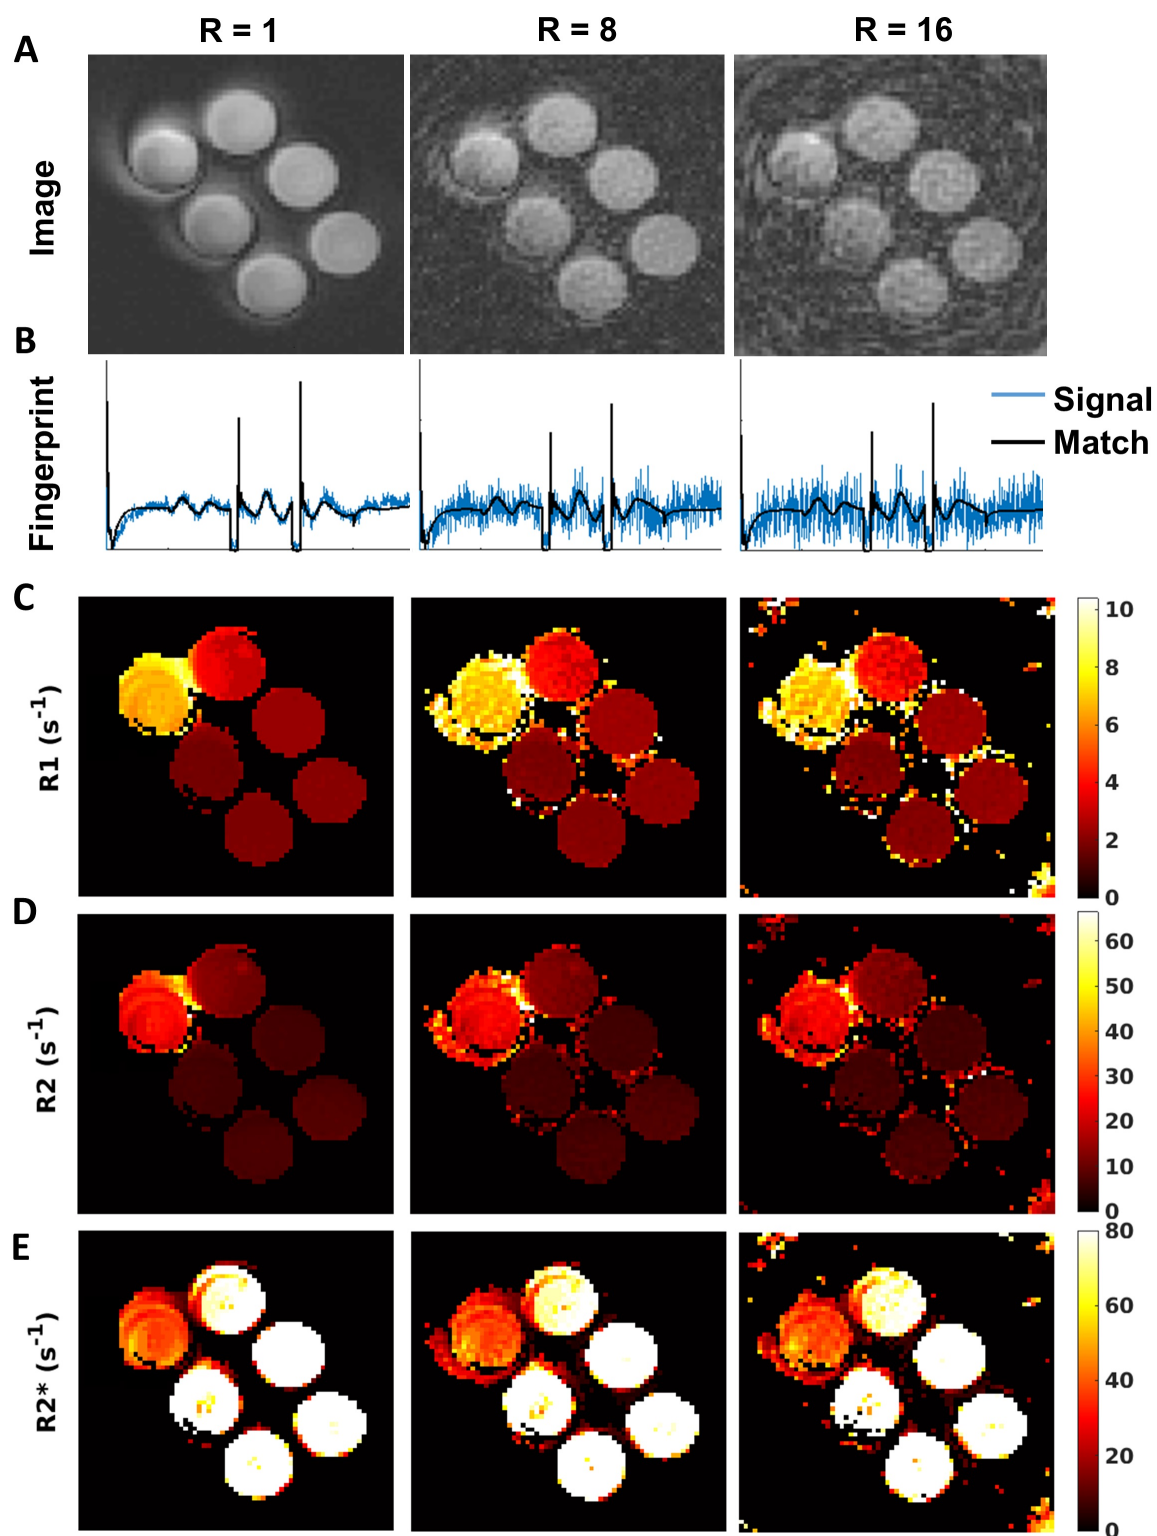 R = 1 R = 8 R = 16
A
Image
B
Fingerprint
Signal
Match
C
R1 (s-1)
10
8
6
4
2
0
D
R2 (s-1)
60
50
40
30
20
10
0
E
R2* (s-1)
80
60
40
20
0